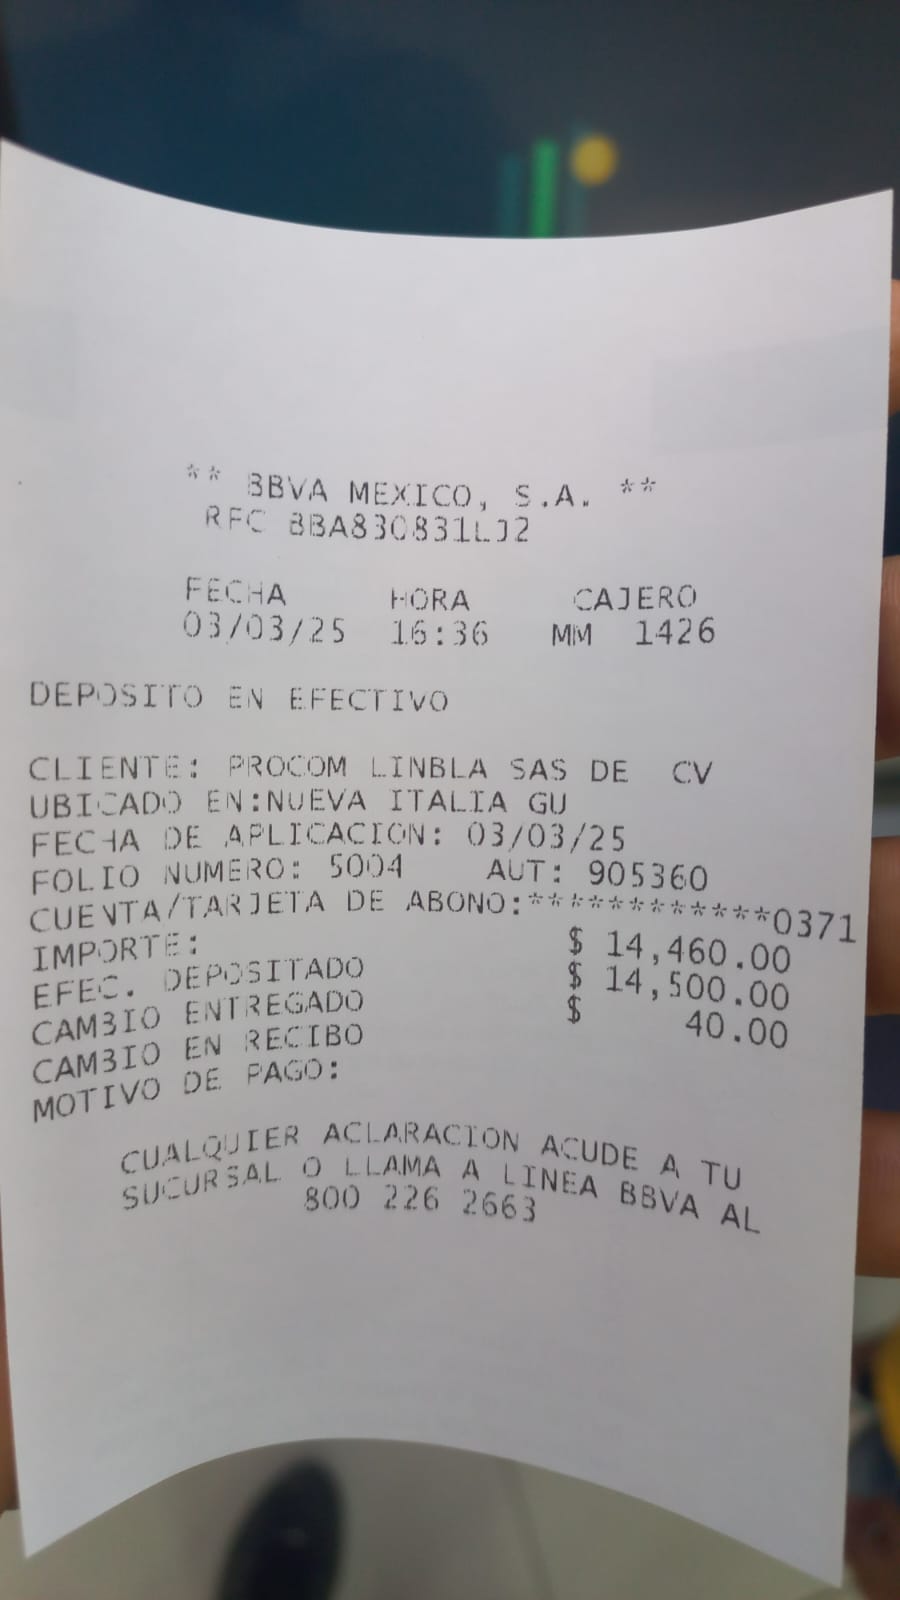 ** BBVA MEXICO, S.A. **
RFC BBA830831LJ2
FECHA HORA CAJERO
03/03/25 16:36 MM 1426
DEPOSITO EN EFECTIVO
CLIENTE: PROCOM LINBLA SAS DE CV
UBICADO EN:NUEVA ITALIA GU
FECHA DE APLICACION: 03/03/25
FOLIO NUMERO: 5004 AUT: 905360
CUENTA/TARJETA DE ABONO:************0371
IMPORTE: $ 14,460.00
EFEC. DEPOSITADO $ 14,500.00
CAMBIO ENTREGADO $ 40.00
CAMBIO EN RECIBO
MOTIVO DE PAGO:
CUALQUIER ACLARACION ACUDE A TU
SUCURSAL O LLAMA A LINEA BBVA AL
800 226 2663